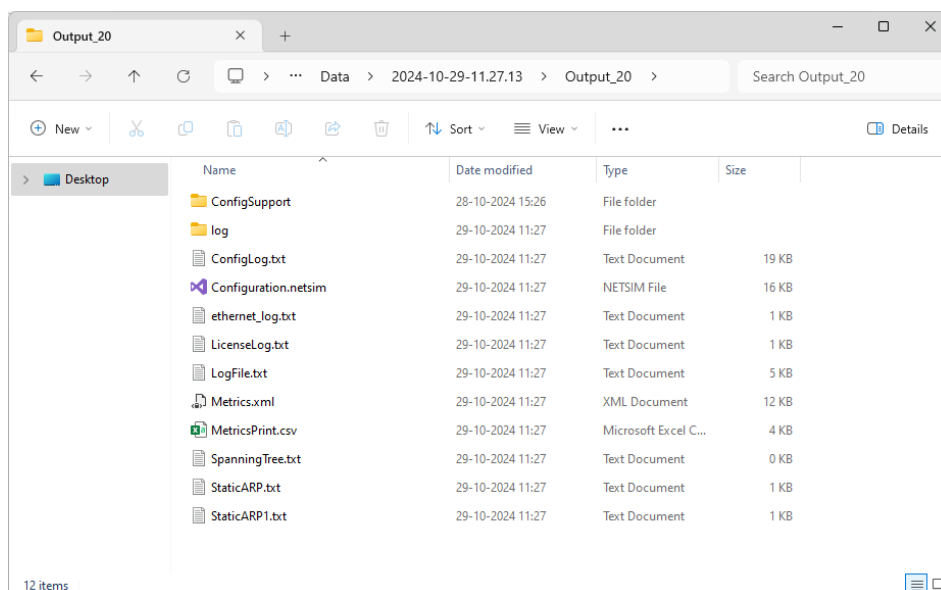 Output_20
Data > 2024-10-29-11.27.13 > Output_20 > Search Output_20
New Sort View Details
Desktop
Name Date modified Type Size
ConfigSupport 28-10-2024 15:26 File folder
log 29-10-2024 11:27 File folder
ConfigLog.txt 29-10-2024 11:27 Text Document 19 KB
Configuration.netsim 29-10-2024 11:27 NETSIM File 16 KB
ethernet_log.txt 29-10-2024 11:27 Text Document 1 KB
LicenseLog.txt 29-10-2024 11:27 Text Document 1 KB
LogFile.txt 29-10-2024 11:27 Text Document 5 KB
Metrics.xml 29-10-2024 11:27 XML Document 12 KB
MetricsPrint.csv 29-10-2024 11:27 Microsoft Excel C... 4 KB
SpanningTree.txt 29-10-2024 11:27 Text Document 0 KB
StaticARP.txt 29-10-2024 11:27 Text Document 1 KB
StaticARP1.txt 29-10-2024 11:27 Text Document 1 KB
12 items